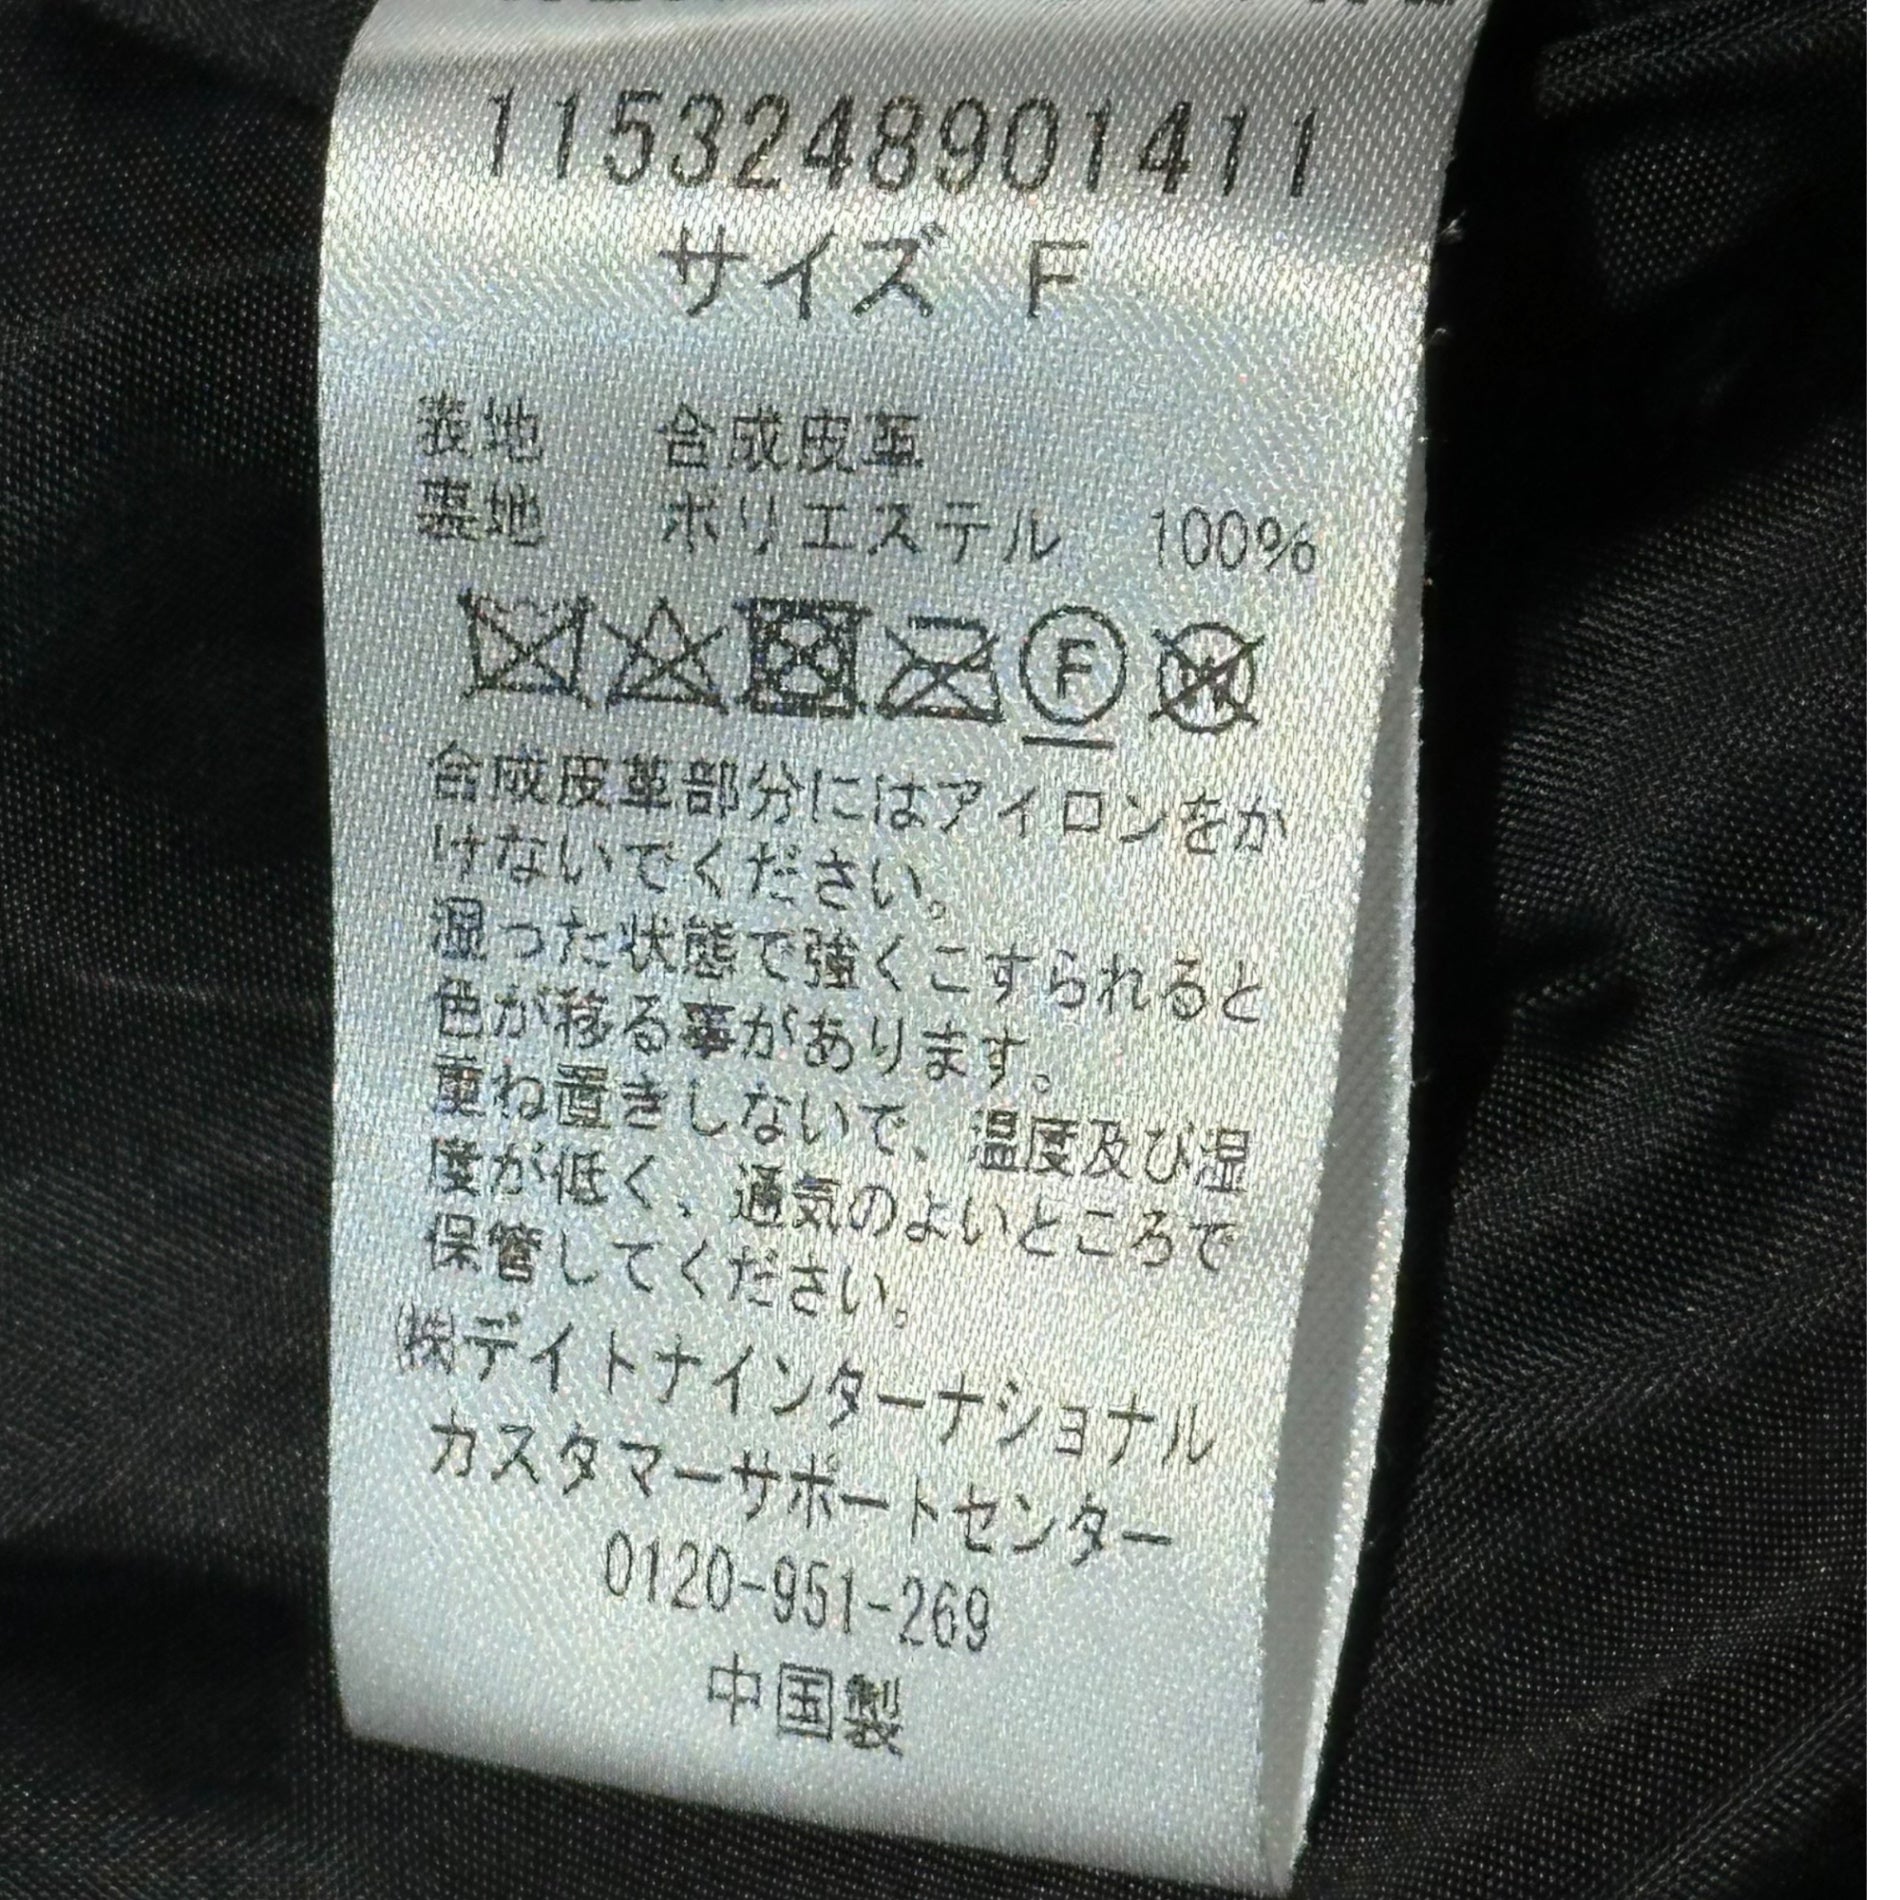 1153248901411
サイズ F
表地 合成皮革
裏地 ポリエステル 100%
F
W
合成皮革部分にはアイロンをか
けないでください。
湿った状態で強くこすられると
色が移る事があります。
重ね置きしないで、温度及び湿
度が低く、通気のよいところで
保管してください。
㈱デイトナインターナショナル
カスタマーサポートセンター
0120-951-269
中国製